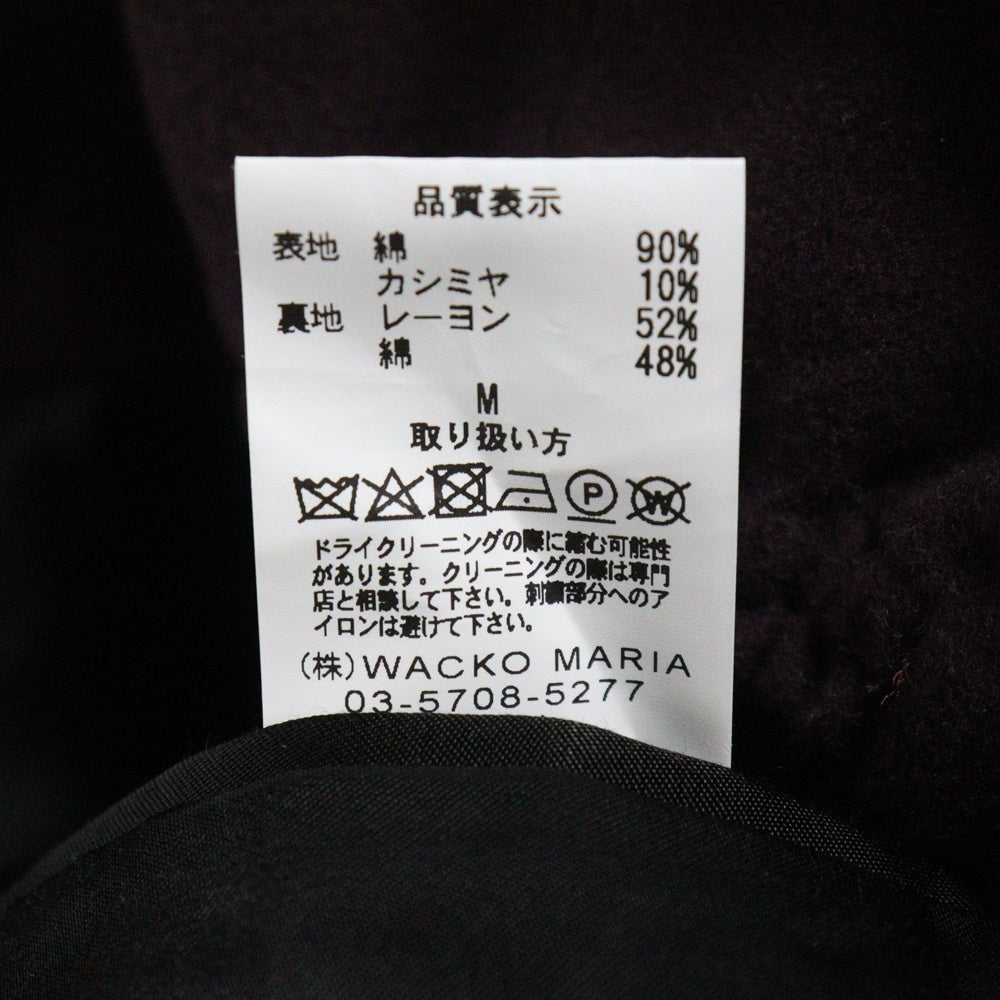 品質表示
表地 綿 90%
カシミヤ 10%
裏地 レーヨン 52%
綿 48%
M
取り扱い方
P W
ドライクリーニングの際に縮む可能性
があります。クリーニングの際は専門
店と相談して下さい。刺繍部分へのア
イロンは避けて下さい。
(株)WACKO MARIA
03-5708-5277